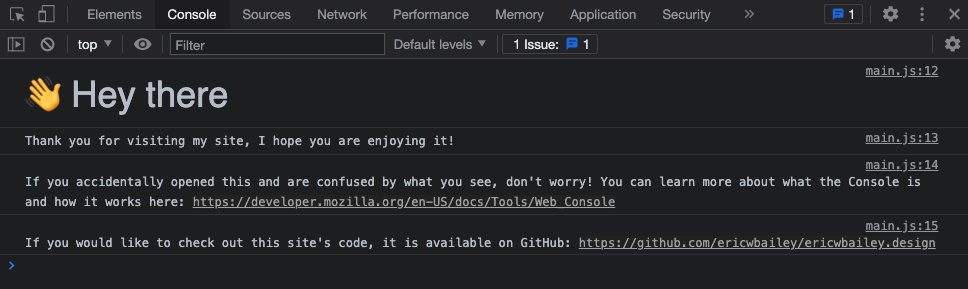 Elements Console Sources Network Performance Memory Application Security » 1
top Filter Default levels 1 Issue: 1
main.js:12
👋 Hey there
Thank you for visiting my site, I hope you are enjoying it! main.js:13
main.js:14
If you accidentally opened this and are confused by what you see, don't worry! You can learn more about what the Console is
and how it works here: https://developer.mozilla.org/en-US/docs/Tools/Web_Console
main.js:15
If you would like to check out this site's code, it is available on GitHub: https://github.com/ericwbailey/ericwbailey.design
>